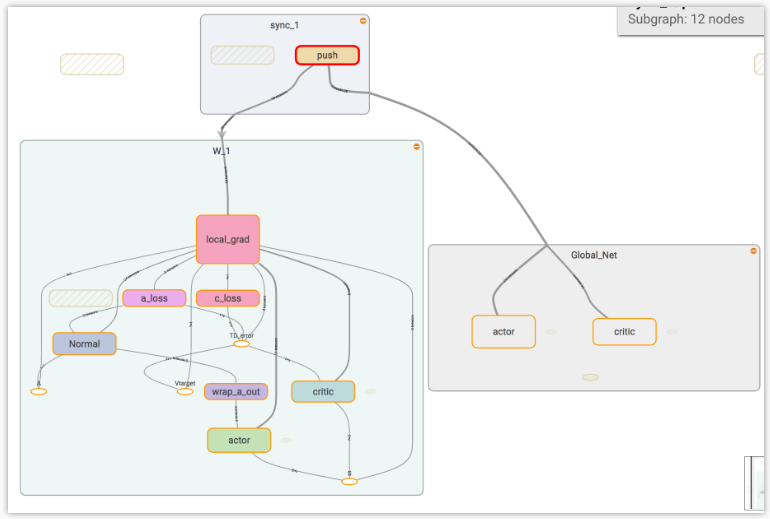 Subgraph: 12 nodes
sync_1
push
W_1
local_grad
a_loss
c_loss
Normal
TD_error
A
Vtarget
wrap_a_out
critic
actor
S
Global_Net
actor
critic